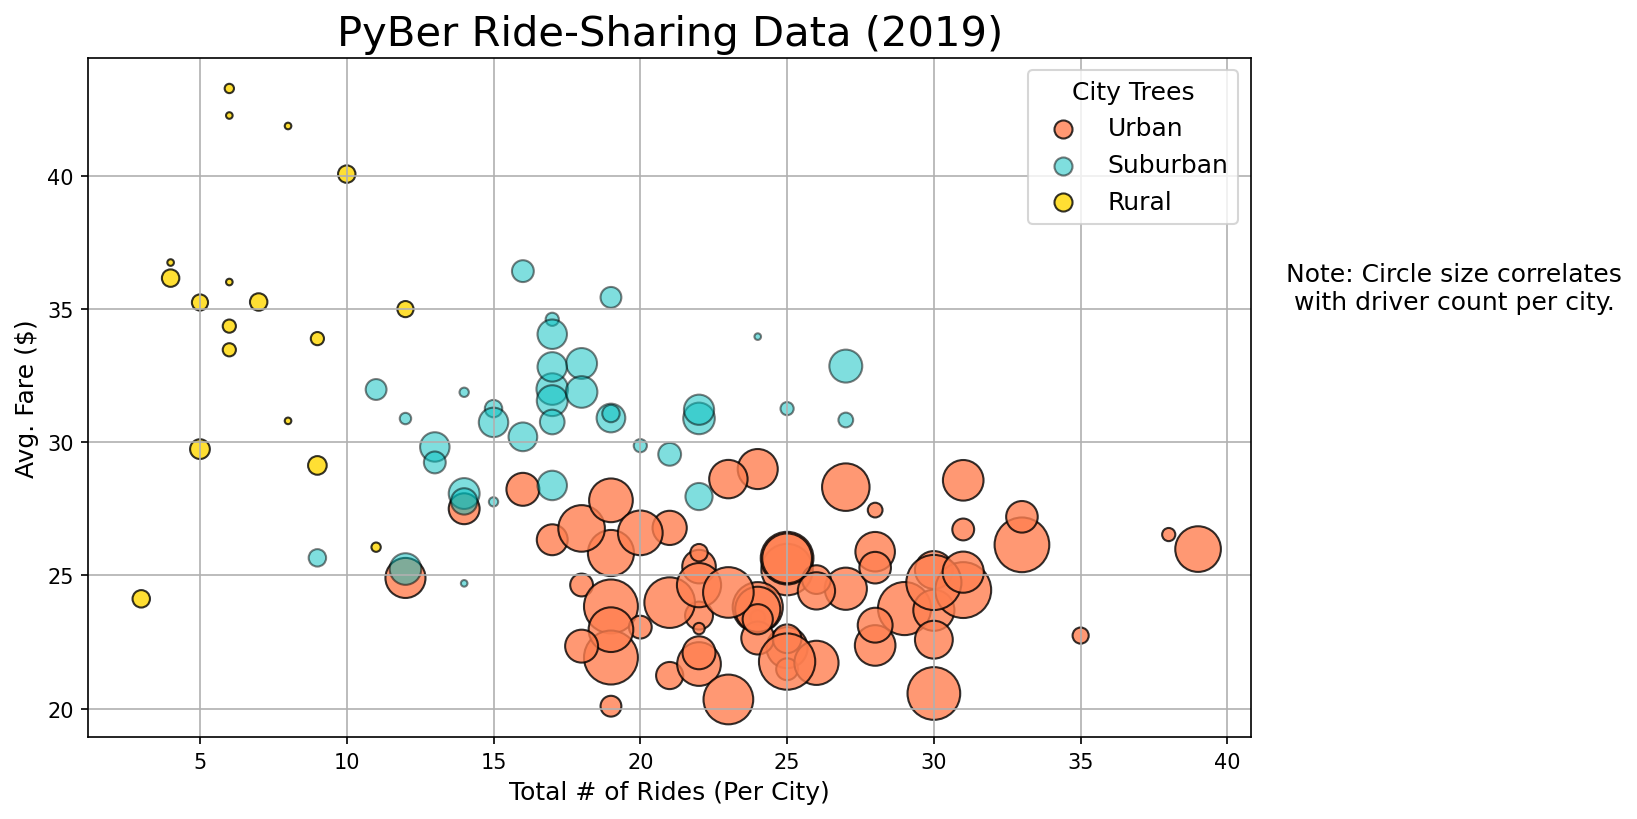 PyBer Ride-Sharing Data (2019)
City Trees
Urban
Suburban
Rural
Note: Circle size correlates
with driver count per city.
Avg. Fare ($)
40
35
30
25
20
5 10 15 20 25 30 35 40
Total # of Rides (Per City)